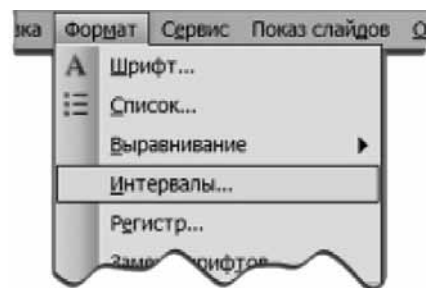 Формат Сервис Показ слайдов
Шрифт...
Список...
Выравнивание
Интервалы...
Регистр...